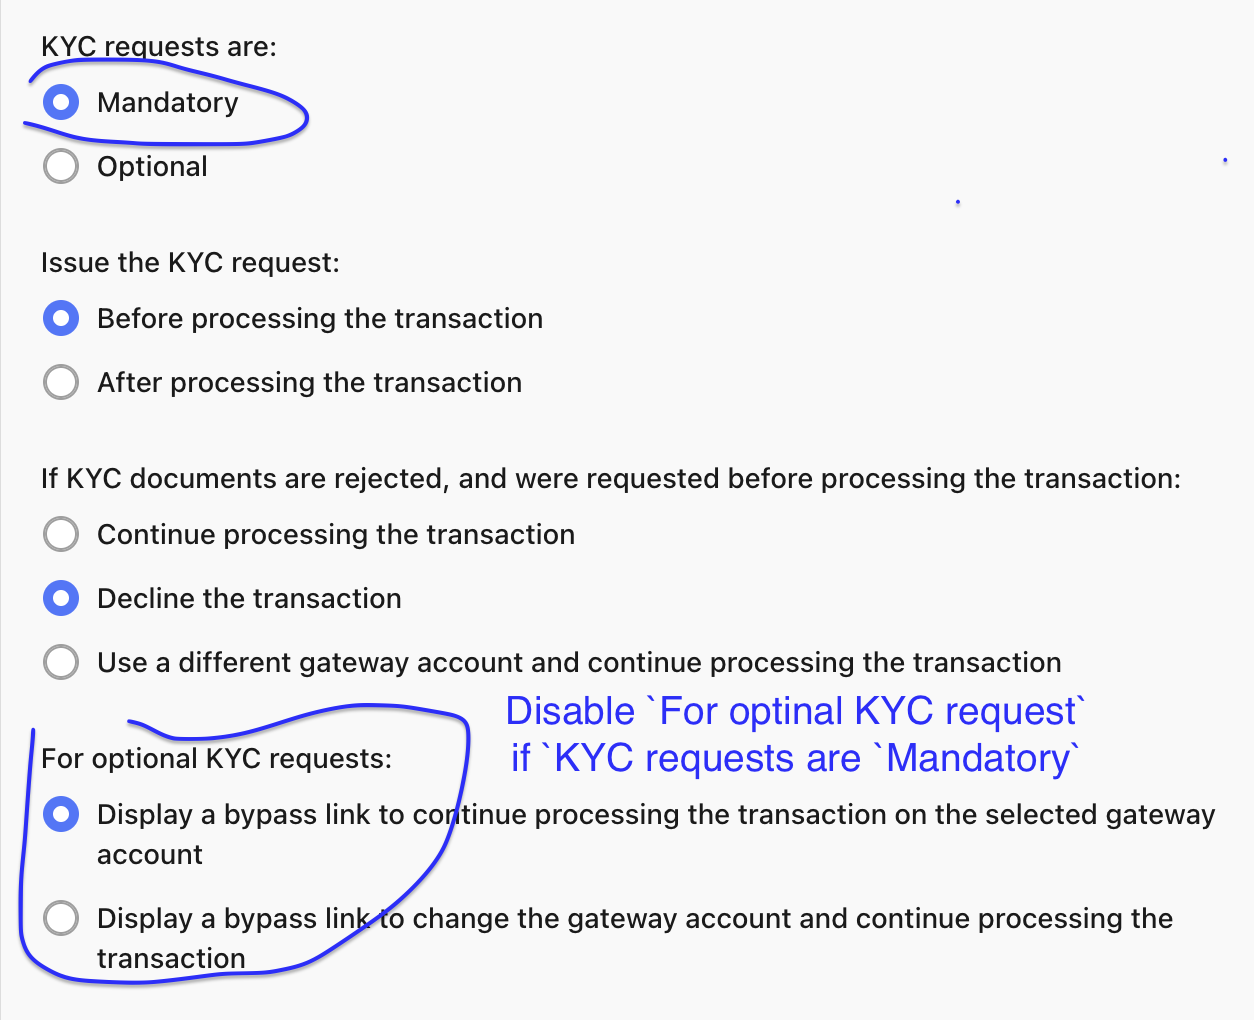 KYC requests are:
Mandatory
Optional
Issue the KYC request:
Before processing the transaction
After processing the transaction
If KYC documents are rejected, and were requested before processing the transaction:
Continue processing the transaction
Decline the transaction
Use a different gateway account and continue processing the transaction
Disable `For optinal KYC request`
if `KYC requests are `Mandatory`
For optional KYC requests:
Display a bypass link to continue processing the transaction on the selected gateway
account
Display a bypass link to change the gateway account and continue processing the
transaction